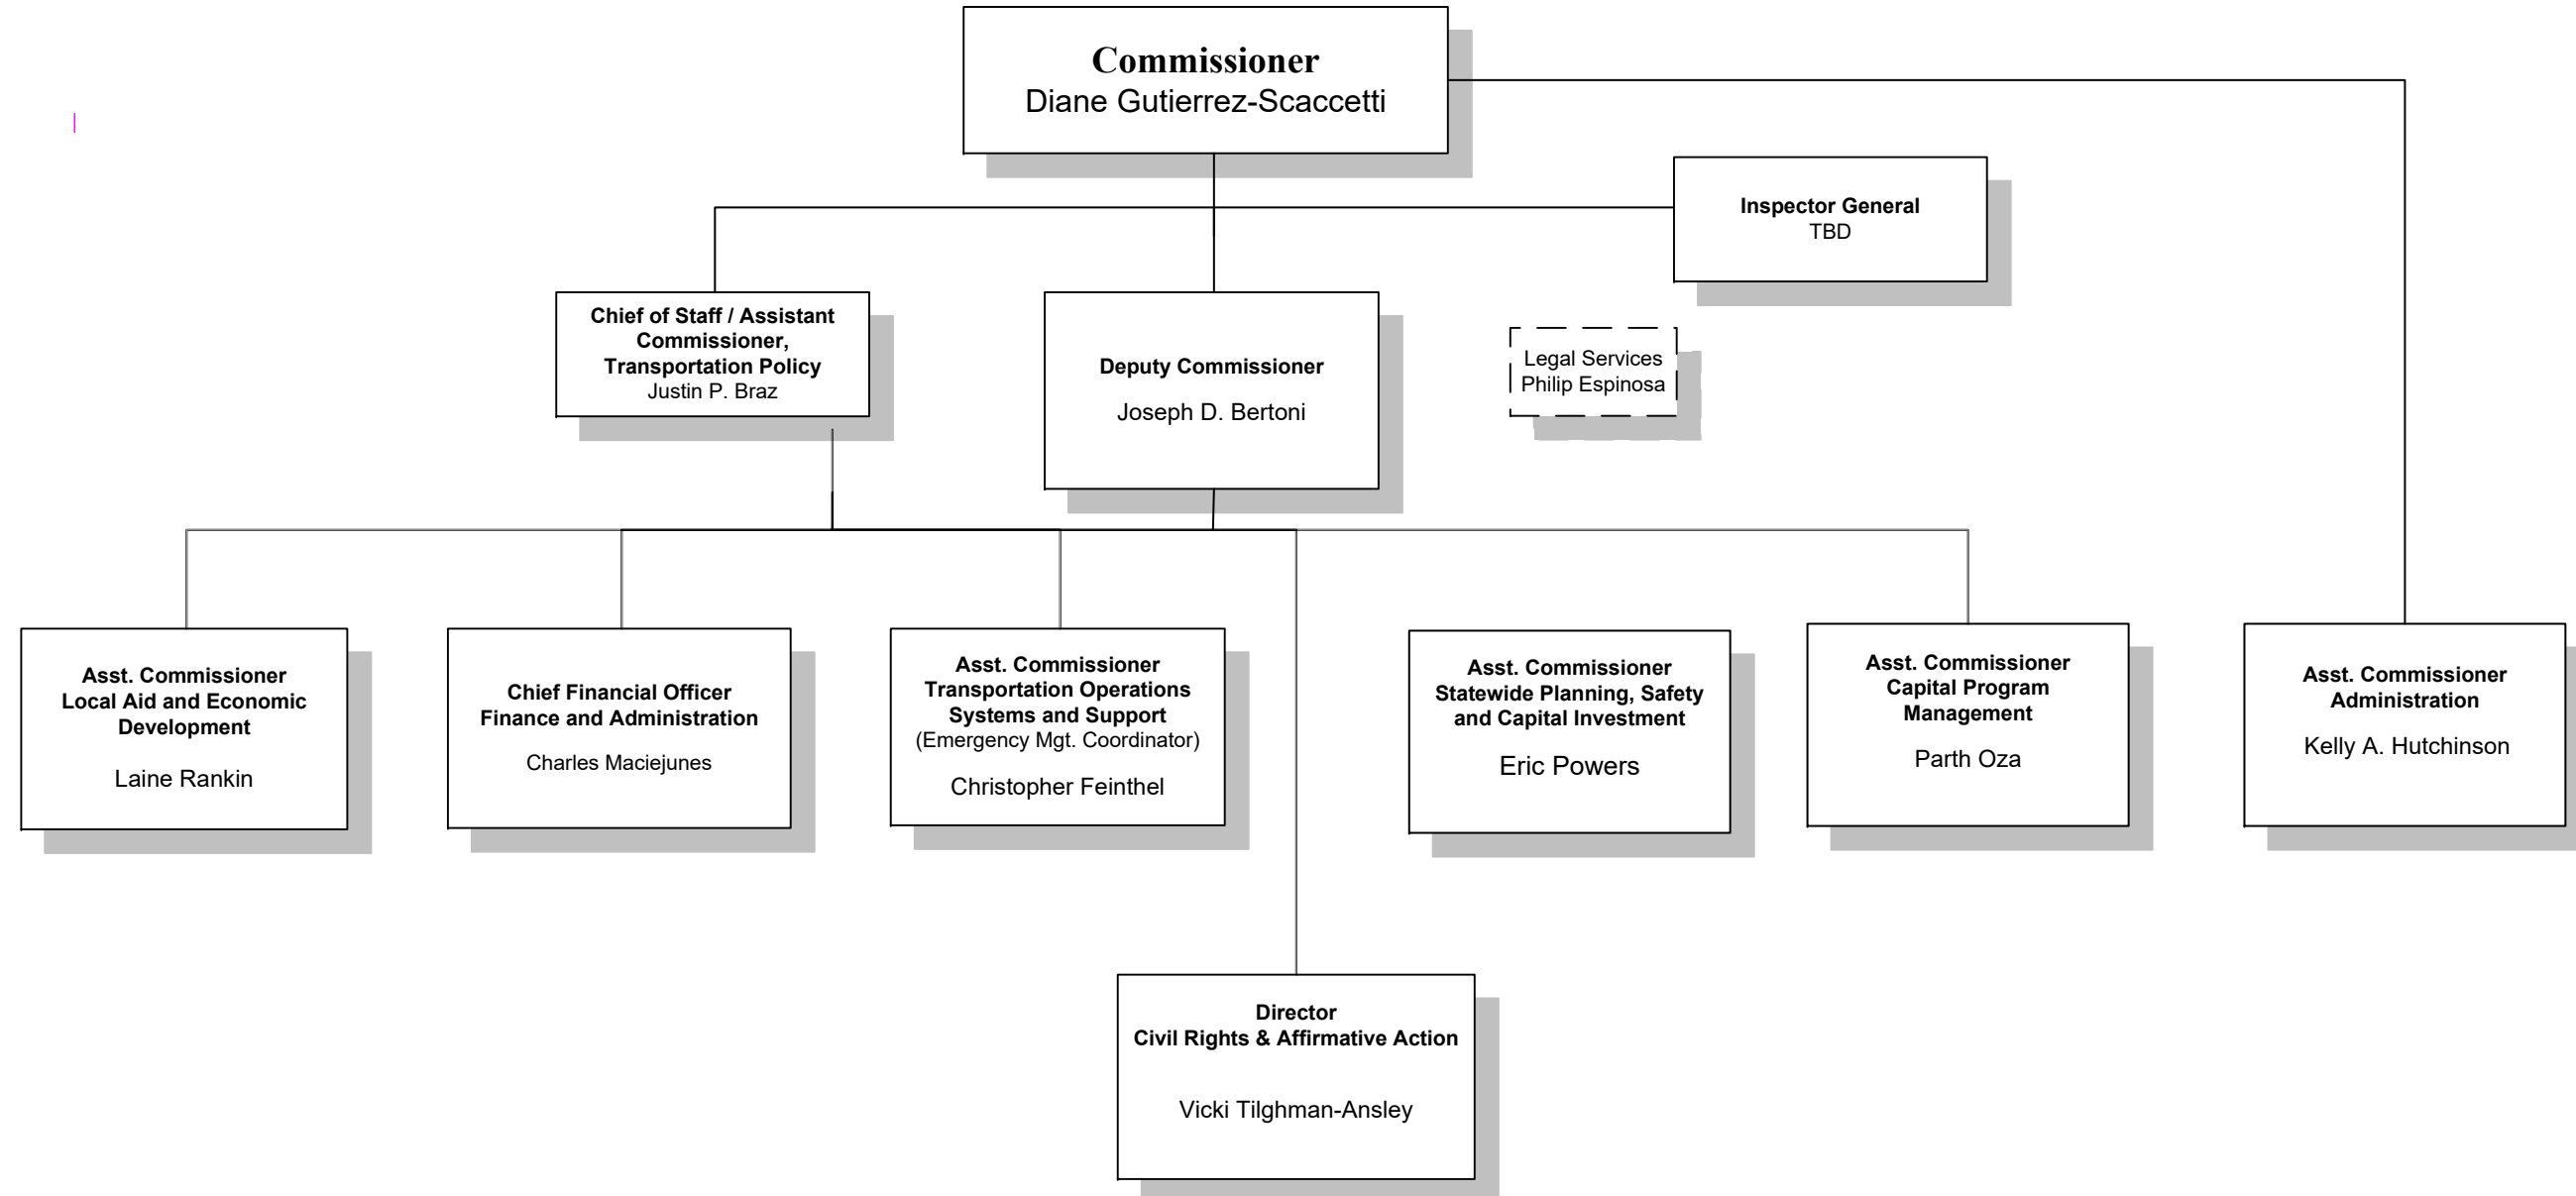 Commissioner
Diane Gutierrez-Scaccetti
Inspector General
TBD
Chief of Staff / Assistant
Commissioner,
Transportation Policy
Justin P. Braz
Deputy Commissioner
Joseph D. Bertoni
Legal Services
Philip Espinosa
Asst. Commissioner
Local Aid and Economic
Development
Laine Rankin
Chief Financial Officer
Finance and Administration
Charles Maciejunes
Asst. Commissioner
Transportation Operations
Systems and Support
(Emergency Mgt. Coordinator)
Christopher Feinthel
Asst. Commissioner
Statewide Planning, Safety
and Capital Investment
Eric Powers
Asst. Commissioner
Capital Program
Management
Parth Oza
Asst. Commissioner
Administration
Kelly A. Hutchinson
Director
Civil Rights & Affirmative Action
Vicki Tilghman-Ansley